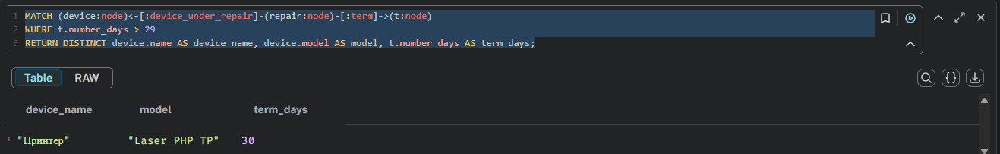 1 MATCH (device:node)<-[:device_under_repair]-(repair:node)-[:term]->(t:node)
2 WHERE t.number_days > 29
3 RETURN DISTINCT device.name AS device_name, device.model AS model, t.number_days AS term_days;
Table RAW
device_name model term_days
1 "Принтер" "Laser PHP TP" 30